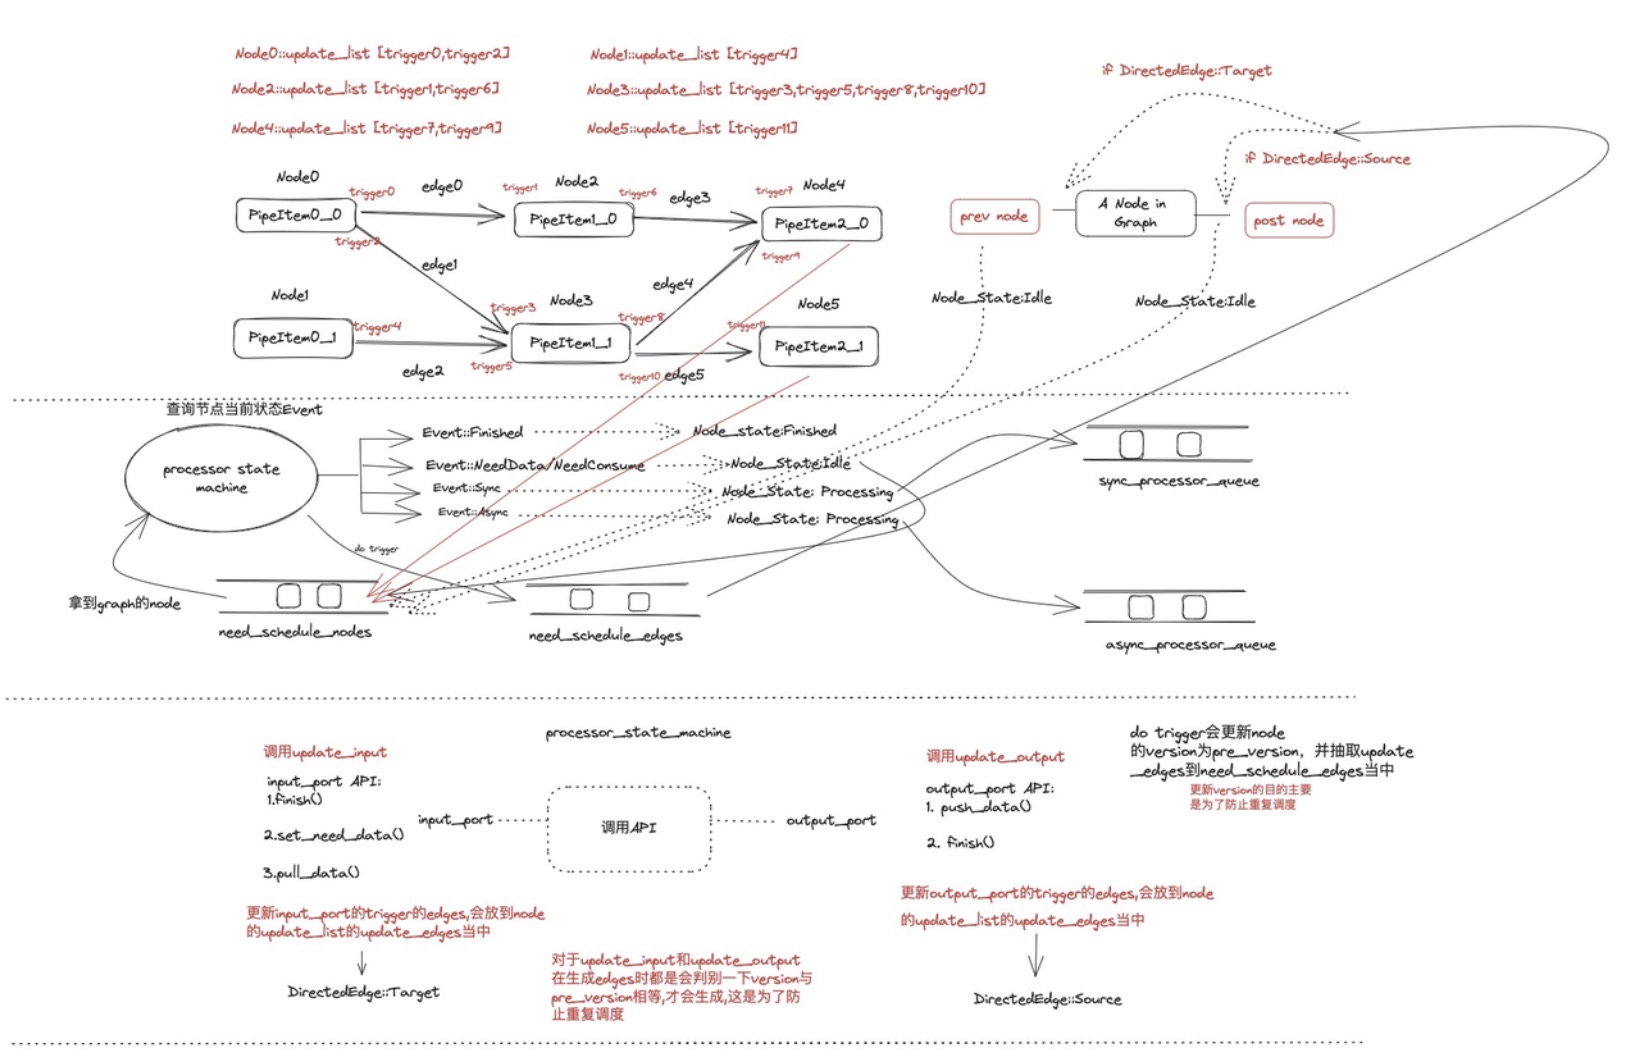 Node0::update_list [trigger0,trigger2]
Node1::update_list [trigger4]
Node2::update_list [trigger1,trigger6]
Node3::update_list [trigger3,trigger5,trigger8,trigger10]
Node4::update_list [trigger7,trigger9]
Node5::update_list [trigger11]
if DirectedEdge::Target
if DirectedEdge::Source
Node0
trigger0
edge0
trigger1
Node2
trigger6
edge3
trigger7
Node4
PipeItem0_0
PipeItem1_0
PipeItem2_0
prev node
A Node in
Graph
post node
trigger2
edge1
trigger9
edge4
Node1
trigger3
Node3
trigger8
Node5
Node_State:Idle
Node_State:Idle
PipeItem0_1
trigger4
PipeItem1_1
trigger11
PipeItem2_1
edge2
trigger5
trigger10
edge5
查询节点当前状态Event
processor state
machine
Event::Finished
Node_state:Finished
Event::NeedData/NeedConsume
Node_State:Idle
Event::Sync
Node_State: Processing
Event::Async
Node_State: Processing
sync_processor_queue
do trigger
拿到graph的node
need_schedule_nodes
need_schedule_edges
async_processor_queue
processor_state_machine
调用update_input
input_port API:
1.finish()
2.set_need_data()
3.pull_data()
input_port
调用API
output_port
调用update_output
output_port API:
1. push_data()
2. finish()
do trigger会更新node
的version为pre_version，并抽取update
_edges到need_schedule_edges当中
更新version的目的主要
是为了防止重复调度
更新input_port的trigger的edges,会放到node
的update_list的update_edges当中
DirectedEdge::Target
对于update_input和update_output
在生成edges时都是会判别一下version与
pre_version相等,才会生成,这是为了防
止重复调度
更新output_port的trigger的edges,会放到node
的update_list的update_edges当中
DirectedEdge::Source